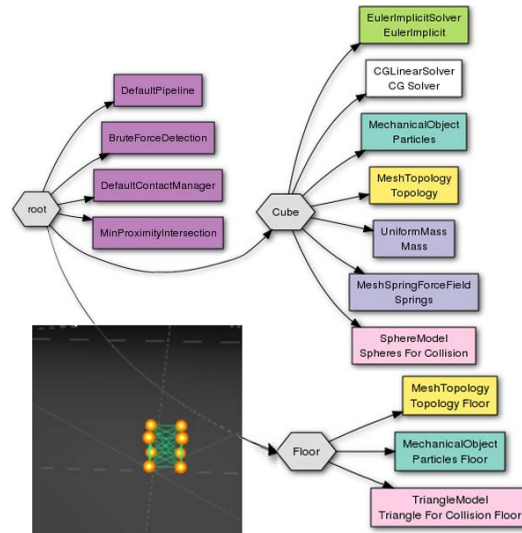 EulerImplicitSolver
EulerImplicit
CGLinearSolver
CG Solver
DefaultPipeline
BruteForceDetection
MechanicalObject
Particles
DefaultContactManager
MeshTopology
Topology
root
Cube
MinProximityIntersection
UniformMass
Mass
MeshSpringForceField
Springs
SphereModel
Spheres For Collision
MeshTopology
Topology Floor
Floor
MechanicalObject
Particles Floor
TriangleModel
Triangle For Collision Floor